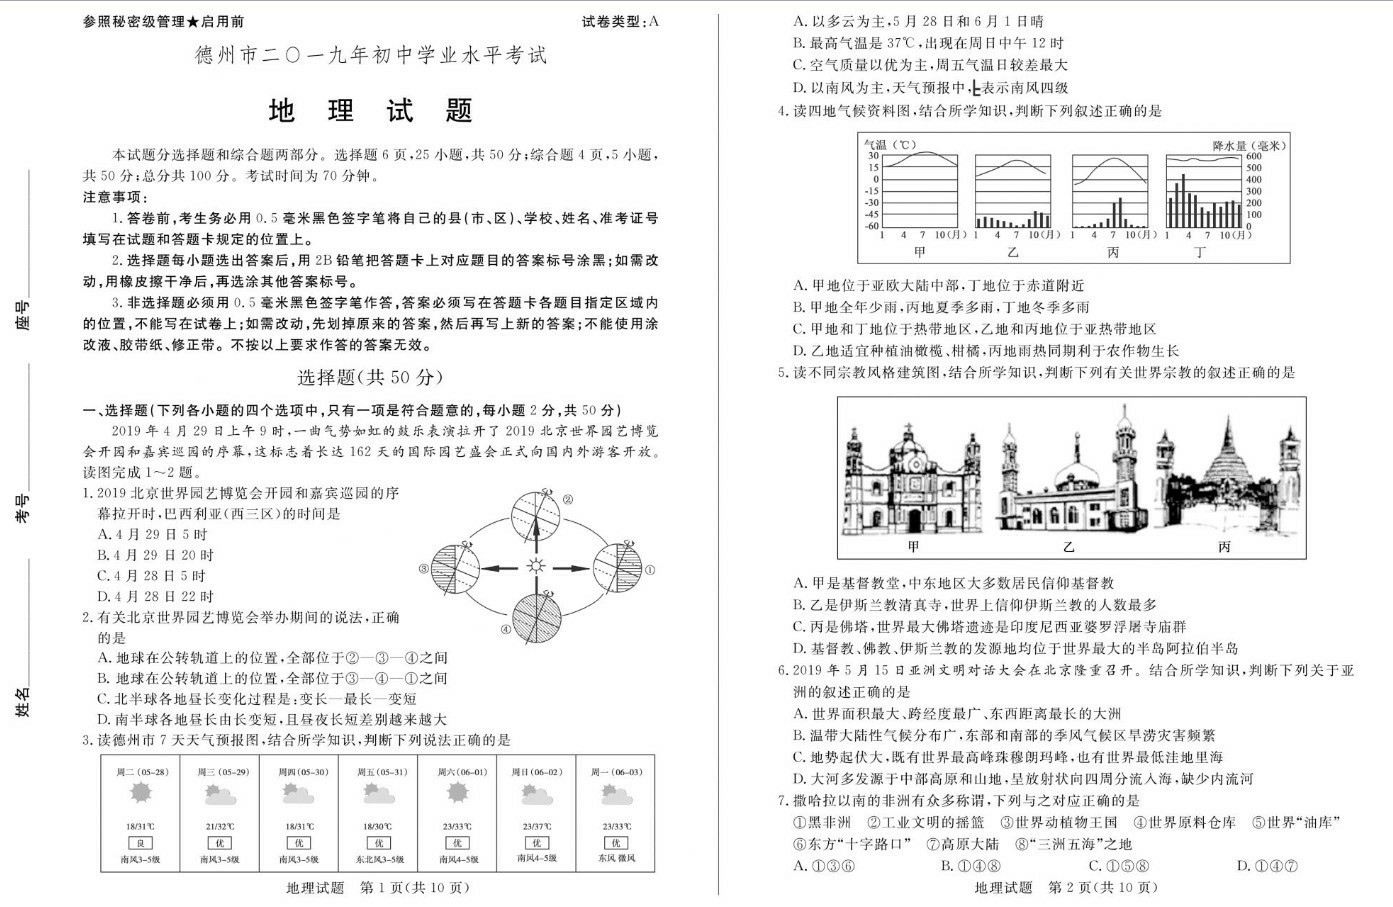 参照秘密级管理★启用前 试卷类型:A
德州市二〇一九年初中学业水平考试
地 理 试 题
本试题分选择题和综合题两部分。选择题 6 页,25 小题,共 50 分;综合题 4 页,5 小题,
共 50 分;总分共 100 分。考试时间为 70 分钟。
注意事项:
1. 答卷前,考生务必用 0.5 毫米黑色签字笔将自己的县(市、区)、学校、姓名、准考证号
填写在试题和答题卡规定的位置上。
2. 选择题每小题选出答案后,用 2B 铅笔把答题卡上对应题目的答案标号涂黑;如需改
动,用橡皮擦干净后,再选涂其他答案标号。
3. 非选择题必须用 0.5 毫米黑色签字笔作答,答案必须写在答题卡各题目指定区域内
的位置,不能写在试卷上;如需改动,先划掉原来的答案,然后再写上新的答案;不能使用涂
改液、胶带纸、修正带。不按以上要求作答的答案无效。
选择题(共 50 分)
一、选择题(下列各小题的四个选项中,只有一项是符合题意的,每小题 2 分,共 50 分)
2019 年 4 月 29 日上午 9 时,一曲气势如虹的鼓乐表演拉开了 2019 北京世界园艺博览
会开园和嘉宾巡园的序幕,这标志着长达 162 天的国际园艺盛会正式向国内外游客开放。
读图完成 1~2 题。
1. 2019 北京世界园艺博览会开园和嘉宾巡园的序
幕拉开时,巴西利亚(西三区)的时间是
A. 4 月 29 日 5 时
B. 4 月 29 日 20 时
C. 4 月 28 日 5 时
D. 4 月 28 日 22 时
②
③
①
④
2. 有关北京世界园艺博览会举办期间的说法,正确
的是
A. 地球在公转轨道上的位置,全部位于②—③—④之间
B. 地球在公转轨道上的位置,全部位于③—④—①之间
C. 北半球各地昼长变化过程是:变长—最长—变短
D. 南半球各地昼长由长变短,且昼夜长短差别越来越大
3. 读德州市 7 天天气预报图,结合所学知识,判断下列说法正确的是
周二(05-28) 周三(05-29) 周四(05-30) 周五(05-31) 周六(06-01) 周日(06-02) 周一(06-03)
18/31℃ 21/32℃ 18/31℃ 18/30℃ 23/33℃ 23/37℃ 23/33℃
良 优 优 优 优 优 优
南风3-5级 南风3-5级 南风3-5级 东北风3-5级 南风4-5级 南风4-5级 东风 微风
地理试题 第 1 页(共 10 页)
座号
考号
姓名
A. 以多云为主,5 月 28 日和 6 月 1 日晴
B. 最高气温是 37℃,出现在周日中午 12 时
C. 空气质量以优为主,周五气温日较差最大
D. 以南风为主,天气预报中,表示南风四级
4. 读四地气候资料图,结合所学知识,判断下列叙述正确的是
气温(℃) 降水量(毫米)
30 600
15 500
0 400
-15 300
-30 200
-45 100
-60 0
1 4 7 10(月) 1 4 7 10(月) 1 4 7 10(月) 1 4 7 10(月)
甲 乙 丙 丁
A. 甲地位于亚欧大陆中部,丁地位于赤道附近
B. 甲地全年少雨,丙地夏季多雨,丁地冬季多雨
C. 甲地和丁地位于热带地区,乙地和丙地位于亚热带地区
D. 乙地适宜种植油橄榄、柑橘,丙地雨热同期利于农作物生长
5. 读不同宗教风格建筑图,结合所学知识,判断下列有关世界宗教的叙述正确的是
甲 乙 丙
A. 甲是基督教堂,中东地区大多数居民信仰基督教
B. 乙是伊斯兰教清真寺,世界上信仰伊斯兰教的人数最多
C. 丙是佛塔,世界最大佛塔遗迹是印度尼西亚婆罗浮屠寺庙群
D. 基督教、佛教、伊斯兰教的发源地均位于世界最大的半岛阿拉伯半岛
6. 2019 年 5 月 15 日亚洲文明对话大会在北京隆重召开。结合所学知识,判断下列关于亚
洲的叙述正确的是
A. 世界面积最大、跨经度最广、东西距离最长的大洲
B. 温带大陆性气候分布广,东部和南部的季风气候区旱涝灾害频繁
C. 地势起伏大,既有世界最高峰珠穆朗玛峰,也有世界最低洼地里海
D. 大河多发源于中部高原和山地,呈放射状向四周分流入海,缺少内流河
7. 撒哈拉以南的非洲有众多称谓,下列与之对应正确的是
①黑非洲 ②工业文明的摇篮 ③世界动植物王国 ④世界原料仓库 ⑤世界“油库”
⑥东方“十字路口” ⑦高原大陆 ⑧“三洲五海”之地
A. ①③⑥ B. ①④⑧ C. ①⑤⑧ D. ①④⑦
地理试题 第 2 页(共 10 页)